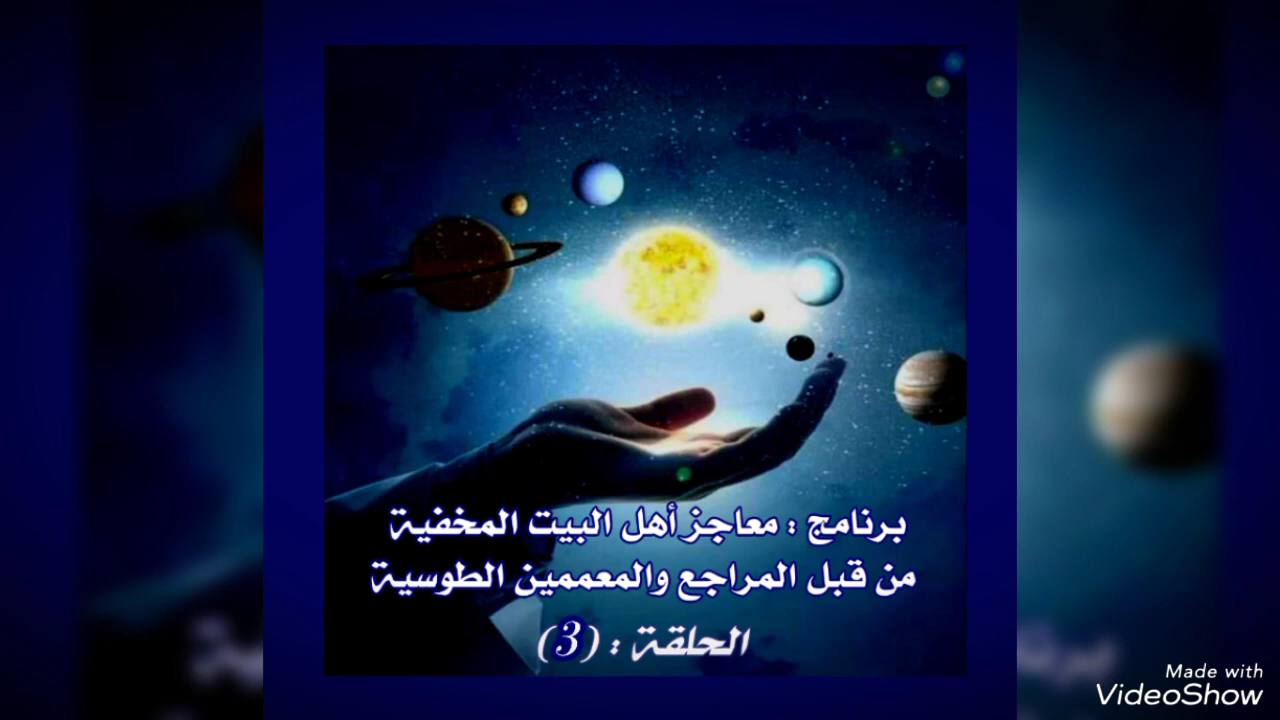 برنامج : معاجز أهل البيت المخفية
من قبل المراجع والمعممين الطوسية
الحلقة : (3)
Made with
VideoShow